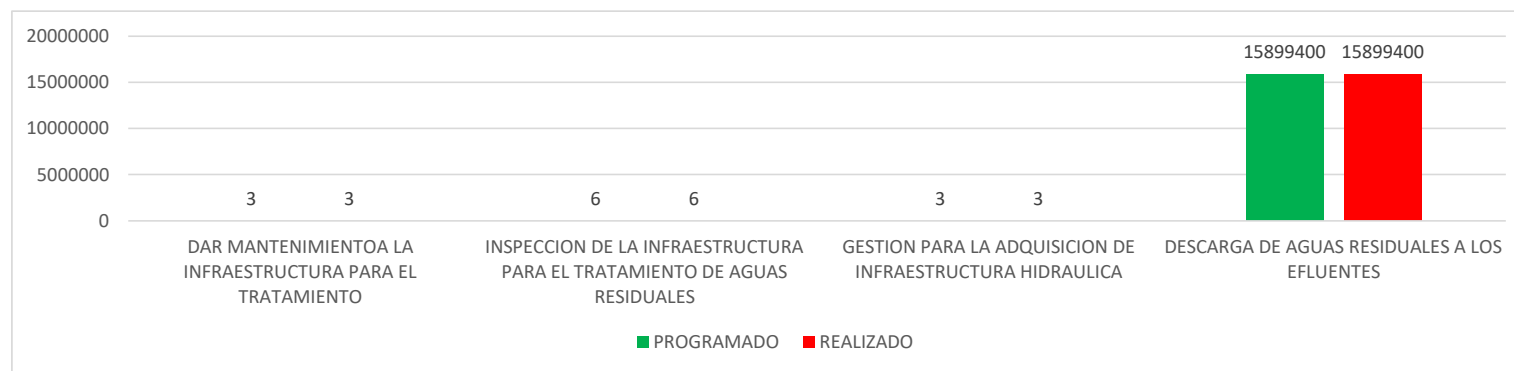 20000000
15899400 15899400
15000000
10000000
5000000
3 3 6 6 3 3
0
DAR MANTENIMIENTOA LA
INFRAESTRUCTURA PARA EL
TRATAMIENTO
INSPECCION DE LA INFRAESTRUCTURA
PARA EL TRATAMIENTO DE AGUAS
RESIDUALES
GESTION PARA LA ADQUISICION DE
INFRAESTRUCTURA HIDRAULICA
DESCARGA DE AGUAS RESIDUALES A LOS
EFLUENTES
PROGRAMADO REALIZADO